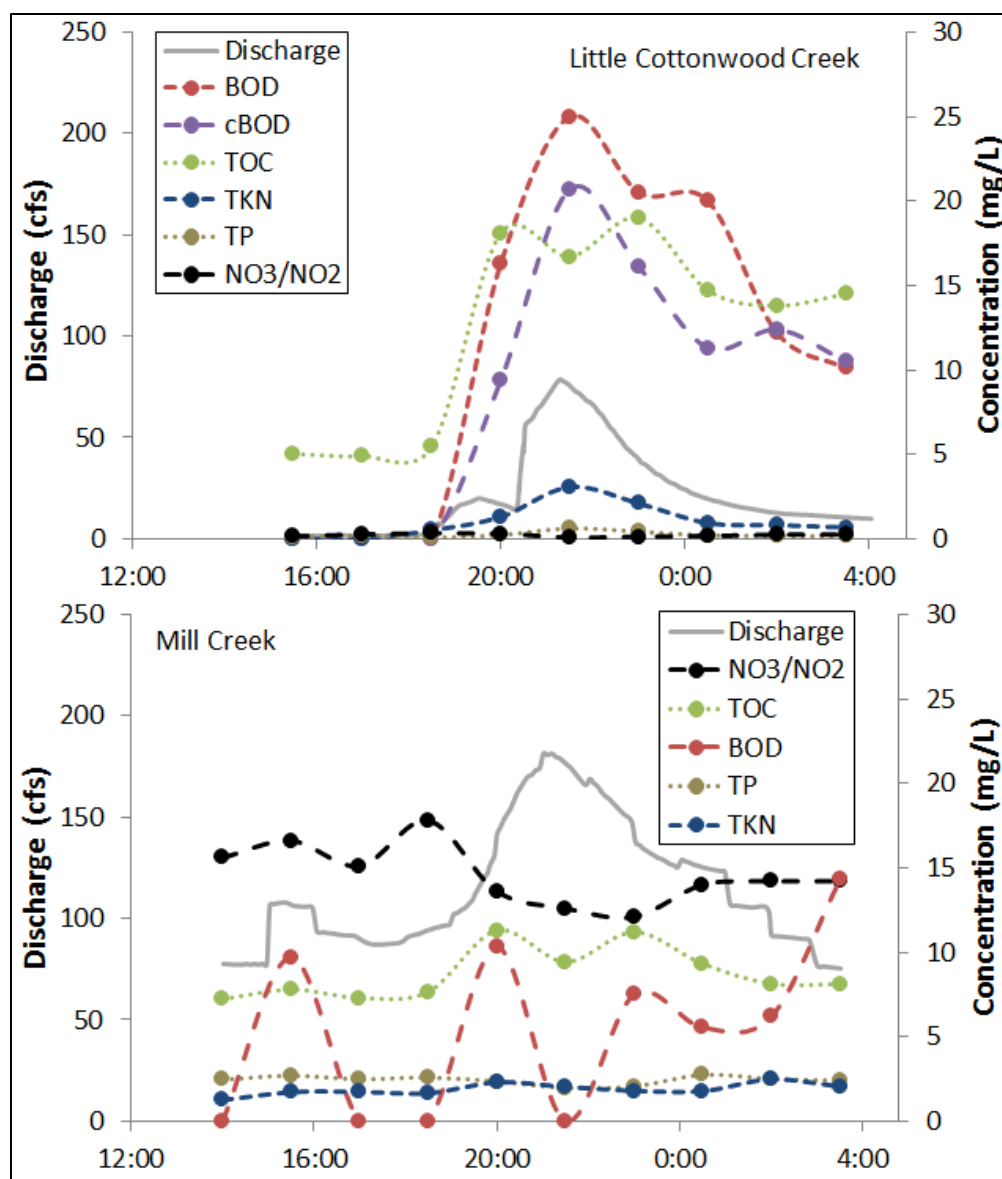 Little Cottonwood Creek
Discharge
BOD
cBOD
TOC
TKN
TP
NO3/NO2
Discharge (cfs)
250
200
150
100
50
0
Concentration (mg/L)
30
25
20
15
10
5
0
12:00 16:00 20:00 0:00 4:00
Mill Creek
Discharge
NO3/NO2
TOC
BOD
TP
TKN
Discharge (cfs)
250
200
150
100
50
0
Concentration (mg/L)
30
25
20
15
10
5
0
12:00 16:00 20:00 0:00 4:00